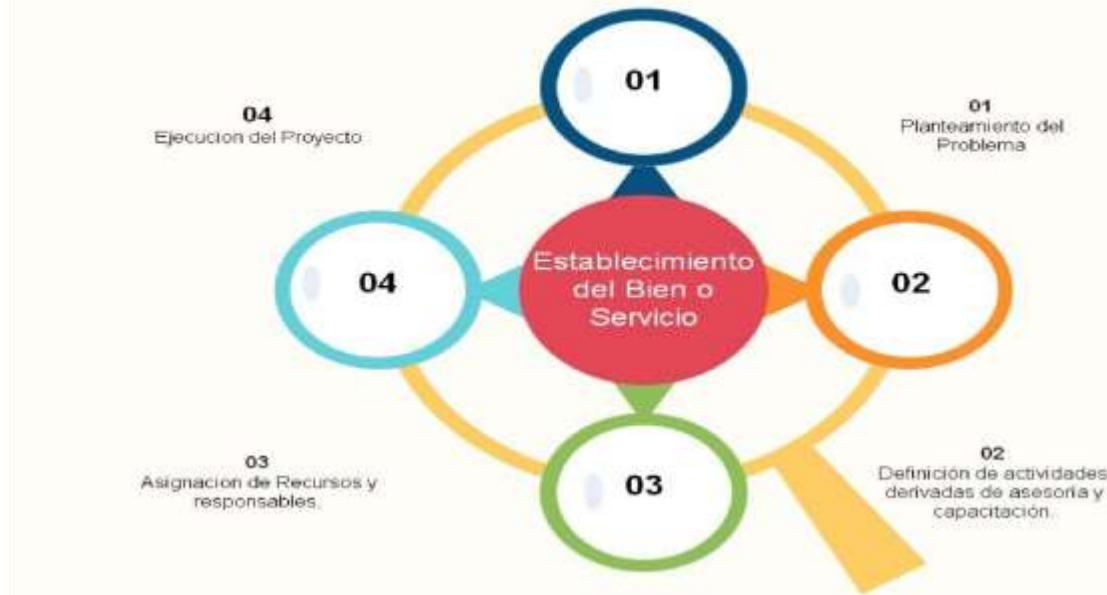 01
04
Ejecucion del Proyecto
01
Planteamiento del
Problema
04
Establecimiento
del Bien o
Servicio
02
03
Asignacion de Recursos y
responsables.
03
02
Definición de actividades
derivadas de asesoria y
capacitación.